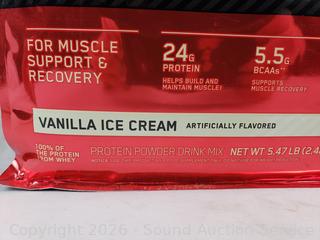 FOR MUSCLE
SUPPORT &
RECOVERY
24G
PROTEIN
HELPS BUILD AND
MAINTAIN MUSCLE†
5.5G
BCAAs
SUPPORTS
MUSCLE RECOVERY
VANILLA ICE CREAM ARTIFICIALLY FLAVORED
100% OF
THE PROTEIN
FROM WHEY
PROTEIN POWDER DRINK MIX NET WT 5.47 LB (2.4
Copyright 2026 - Sound Auction Service